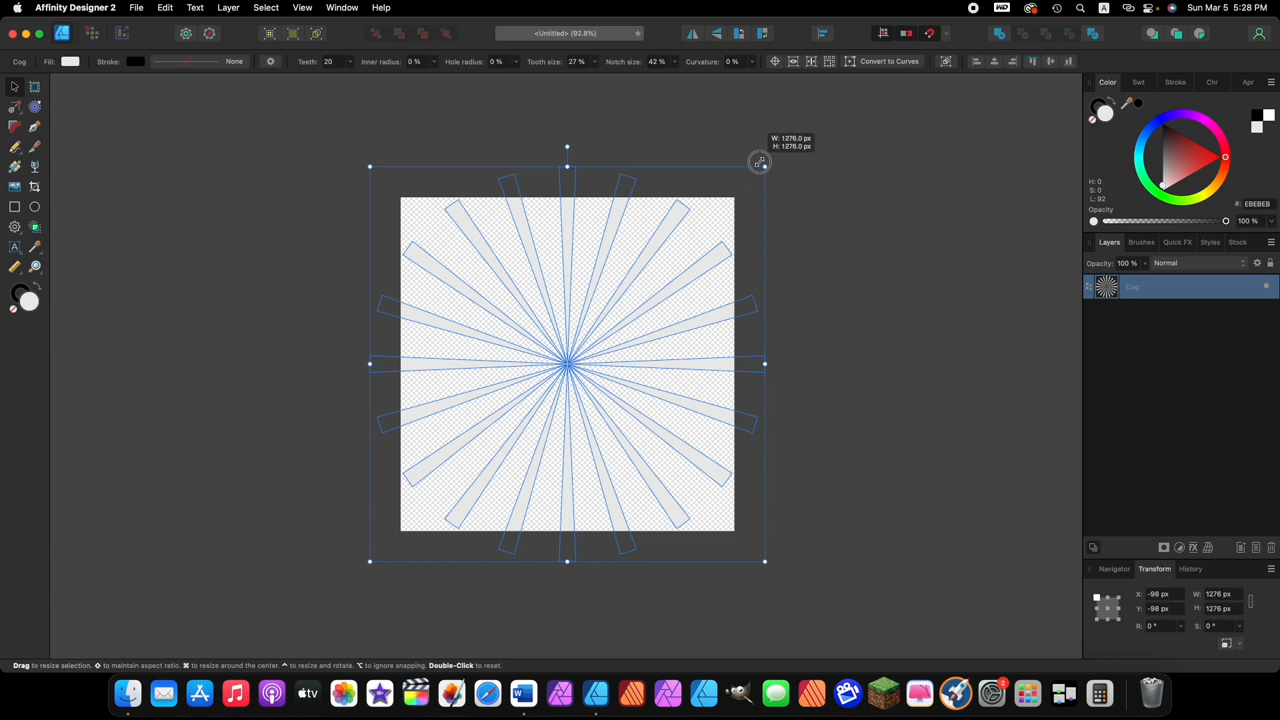 Affinity Designer 2 File Edit Text Layer Select View Window Help
Sun Mar 5 5:28 PM
<Untitled> (92.8%)
Cog Fill: Stroke: None Teeth: 20 Inner radius: 0 % Hole radius: 0 % Tooth size: 27 % Notch size: 42 % Curvature: 0 % Convert to Curves
Color Swt Stroke Chr Apr
W: 1276.0 px
H: 1276.0 px
H: 0
S: 0
L: 92
#: EBEBEB
Opacity
100 %
Layers Brushes Quick FX Styles Stock
Opacity: 100 % Normal
Cog
Navigator Transform History
X: -98 px W: 1276 px
Y: -98 px H: 1276 px
R: 0 ° S: 0 °
Drag to resize selection. ⇧ to maintain aspect ratio. ⌘ to resize around the center. ⌃ to resize and rotate. ⌥ to ignore snapping. Double-Click to reset.
tv
2